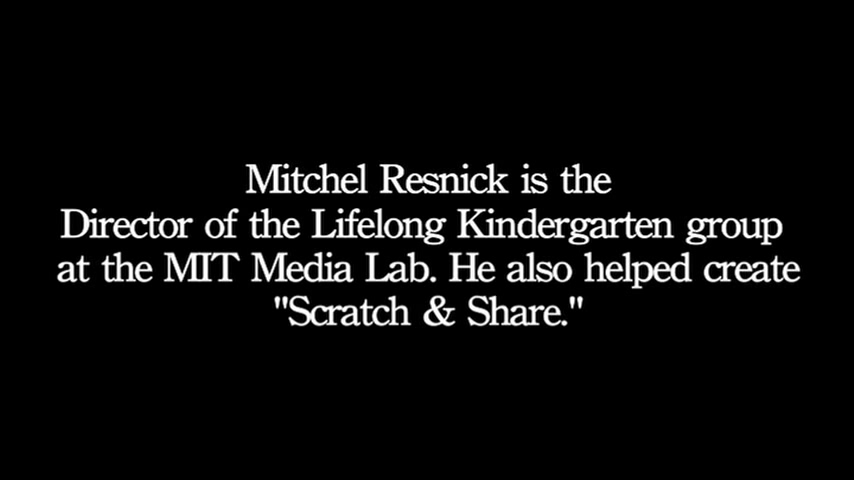 Mitchel Resnick is the
Director of the Lifelong Kindergarten group
at the MIT Media Lab. He also helped create
"Scratch & Share."